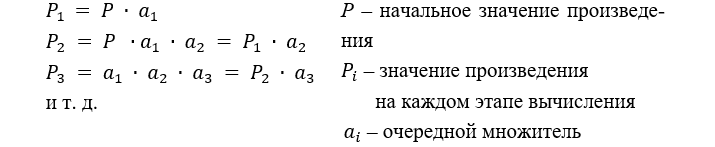 P₁ = P · a₁
P₂ = P · a₁ · a₂ = P₁ · a₂
P₃ = a₁ · a₂ · a₃ = P₂ · a₃
и т. д.
P – начальное значение произведе-
ния
Pᵢ – значение произведения
на каждом этапе вычисления
aᵢ – очередной множитель